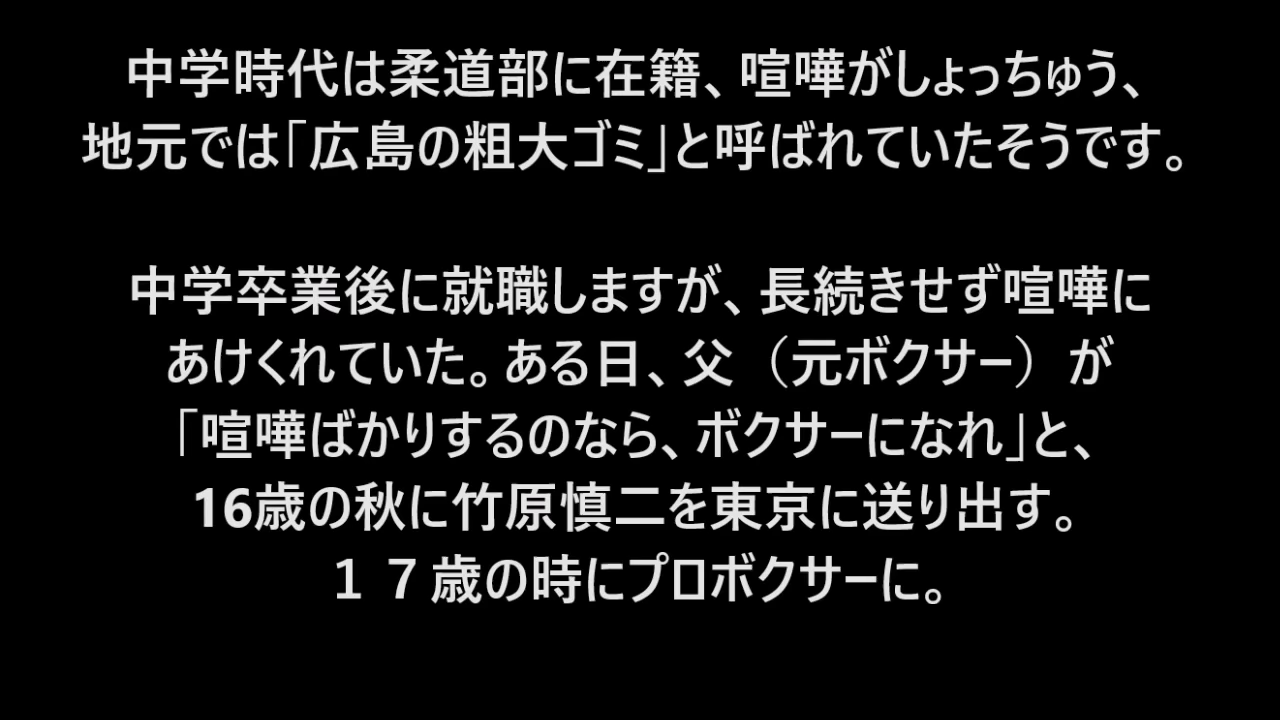 中学時代は柔道部に在籍、喧嘩がしょっちゅう、
地元では「広島の粗大ゴミ」と呼ばれていたそうです。
中学卒業後に就職しますが、長続きせず喧嘩に
あけくれていた。ある日、父（元ボクサー）が
「喧嘩ばかりするのなら、ボクサーになれ」と、
16歳の秋に竹原慎二を東京に送り出す。
１７歳の時にプロボクサーに。